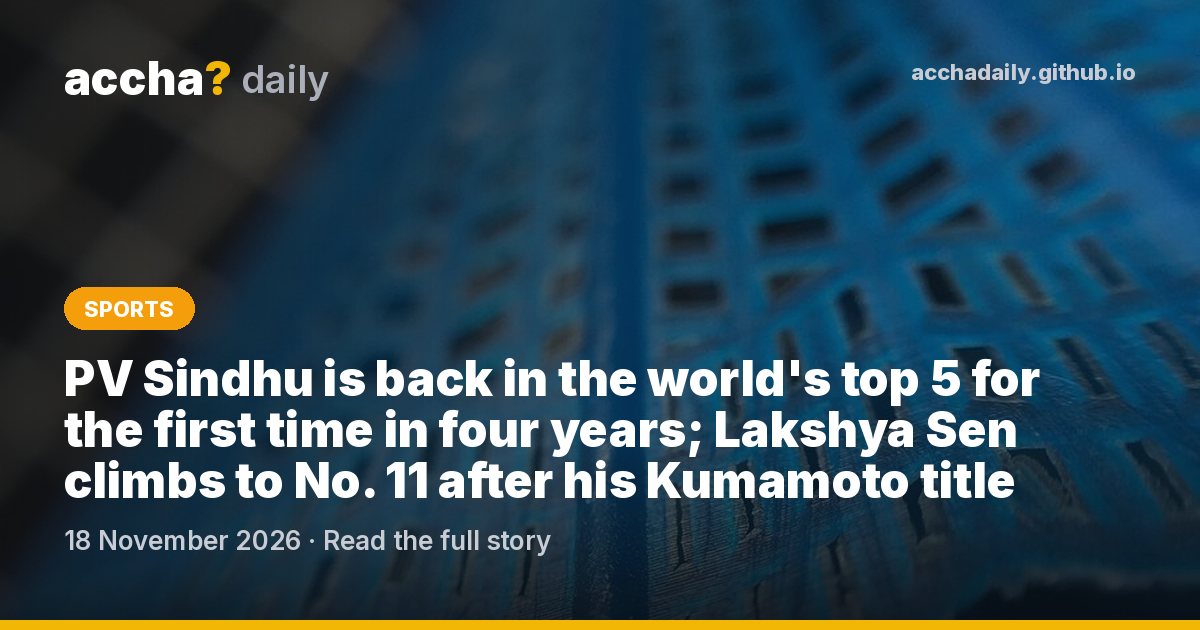 accha? daily
acchadaily.github.io
SPORTS
PV Sindhu is back in the world's top 5 for
the first time in four years; Lakshya Sen
climbs to No. 11 after his Kumamoto title
18 November 2026 · Read the full story